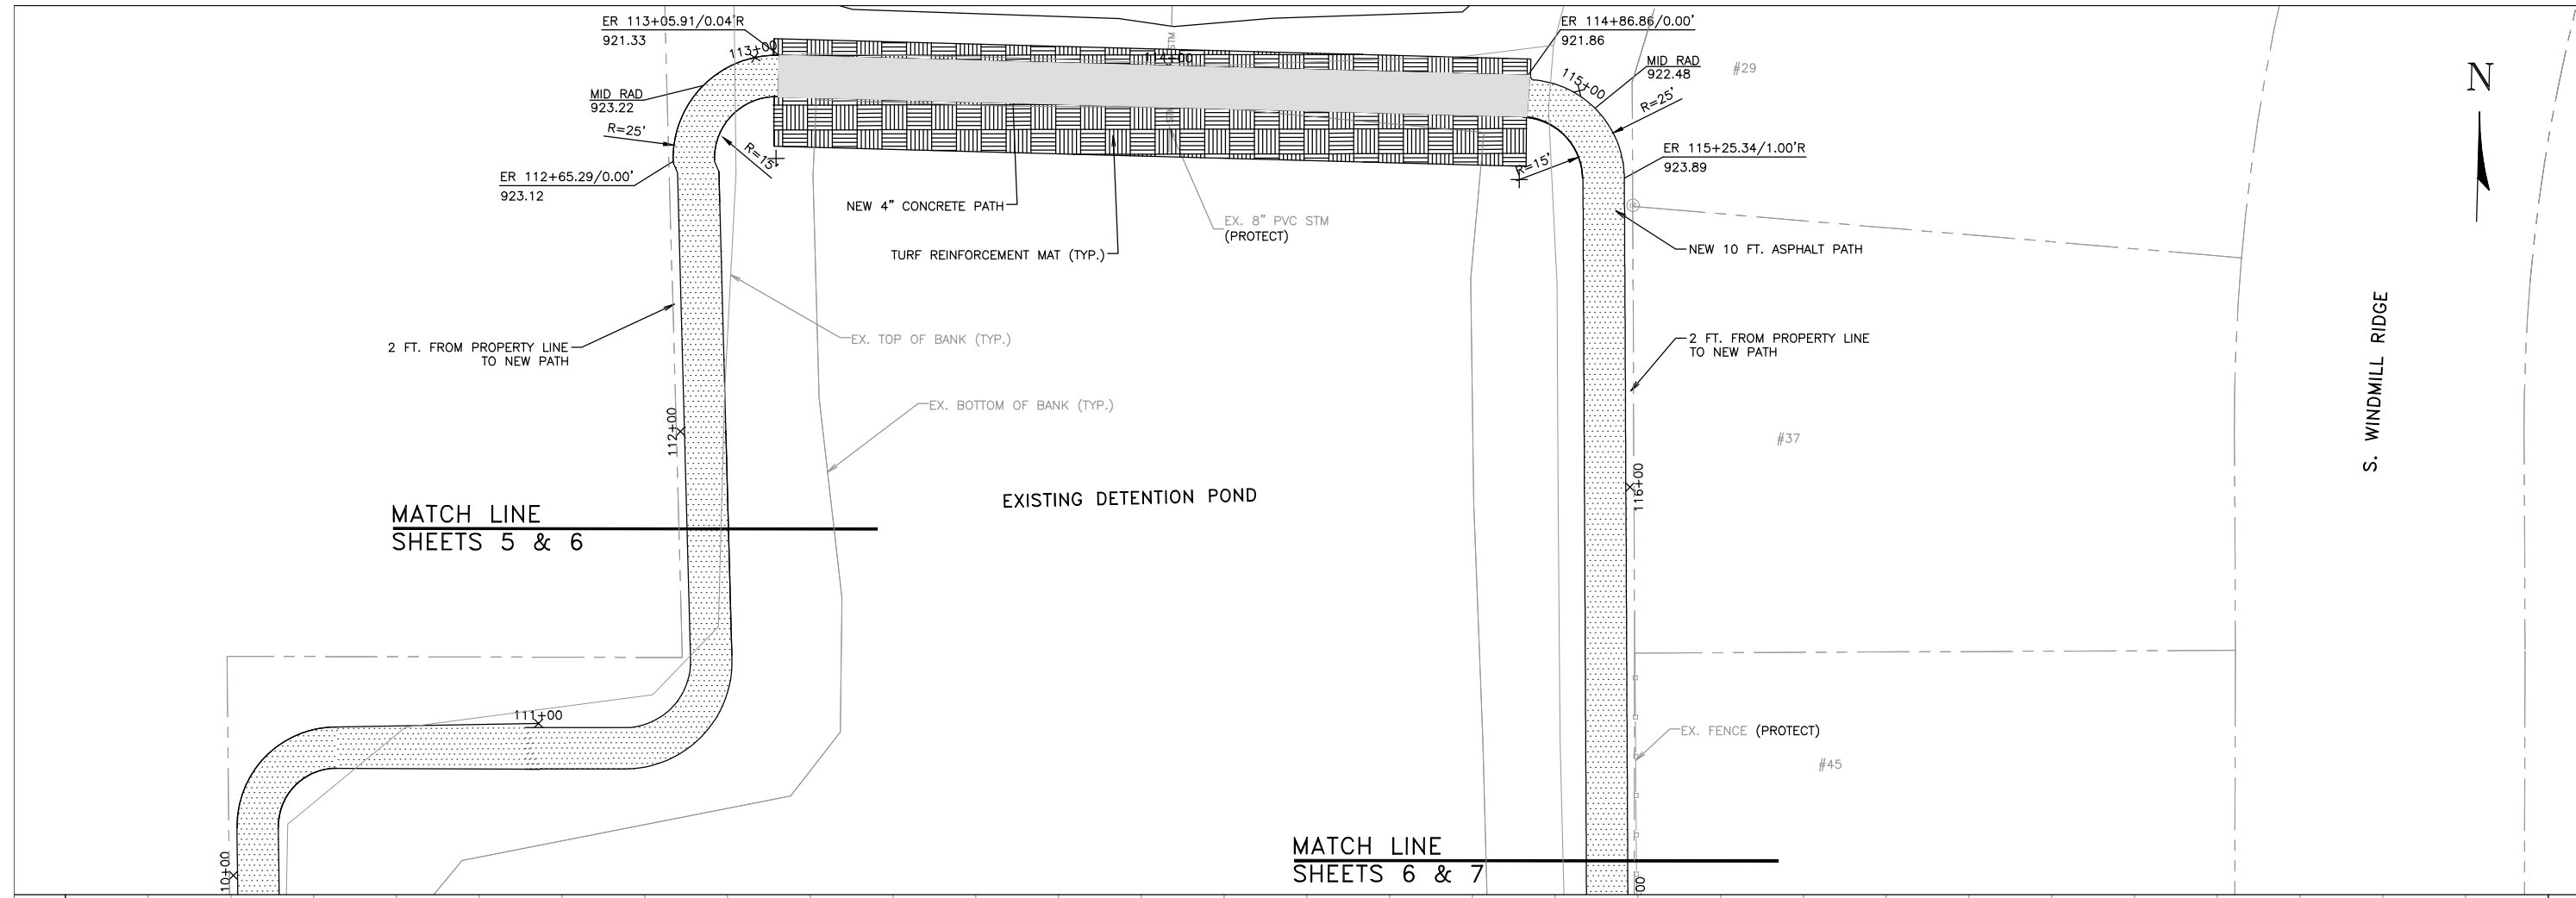 ER 113+05.91/0.04'R
921.33
113+00
STM
114+00
ER 114+86.86/0.00'
921.86
MID RAD
922.48
#29
N
115+00
R=25'
MID RAD
923.22
R=25'
R=15'
STM
R=15'
ER 115+25.34/1.00'R
923.89
ER 112+65.29/0.00'
923.12
NEW 4" CONCRETE PATH
EX. 8" PVC STM
(PROTECT)
TURF REINFORCEMENT MAT (TYP.)
NEW 10 FT. ASPHALT PATH
2 FT. FROM PROPERTY LINE
TO NEW PATH
EX. TOP OF BANK (TYP.)
2 FT. FROM PROPERTY LINE
TO NEW PATH
S. WINDMILL RIDGE
EX. BOTTOM OF BANK (TYP.)
112+00
#37
116+00
EXISTING DETENTION POND
MATCH LINE
SHEETS 5 & 6
111+00
EX. FENCE (PROTECT)
#45
MATCH LINE
SHEETS 6 & 7
10+00
00